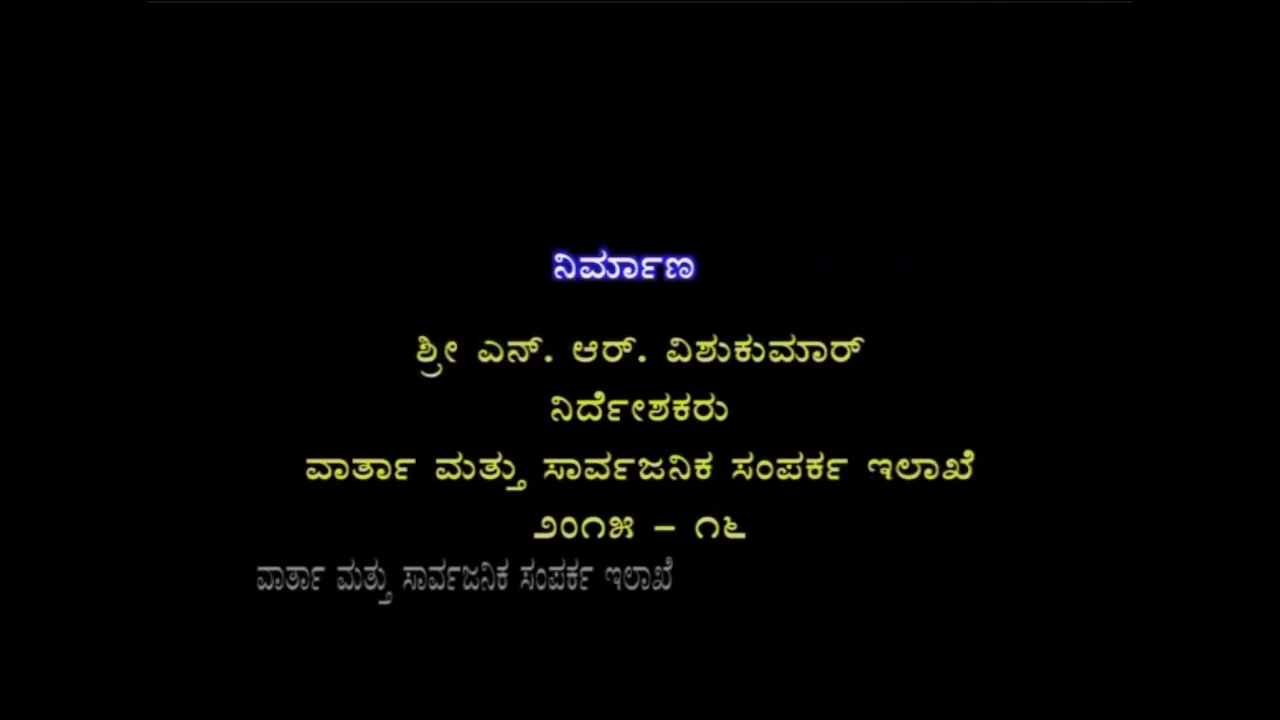 ನಿರ್ಮಾಣ
ಶ್ರೀ ಎನ್. ಆರ್. ವಿಶುಕುಮಾರ್
ನಿರ್ದೇಶಕರು
ವಾರ್ತಾ ಮತ್ತು ಸಾರ್ವಜನಿಕ ಸಂಪರ್ಕ ಇಲಾಖೆ
೨೦೧೫ – ೧೬
ವಾರ್ತಾ ಮತ್ತು ಸಾರ್ವಜನಿಕ ಸಂಪರ್ಕ ಇಲಾಖೆ